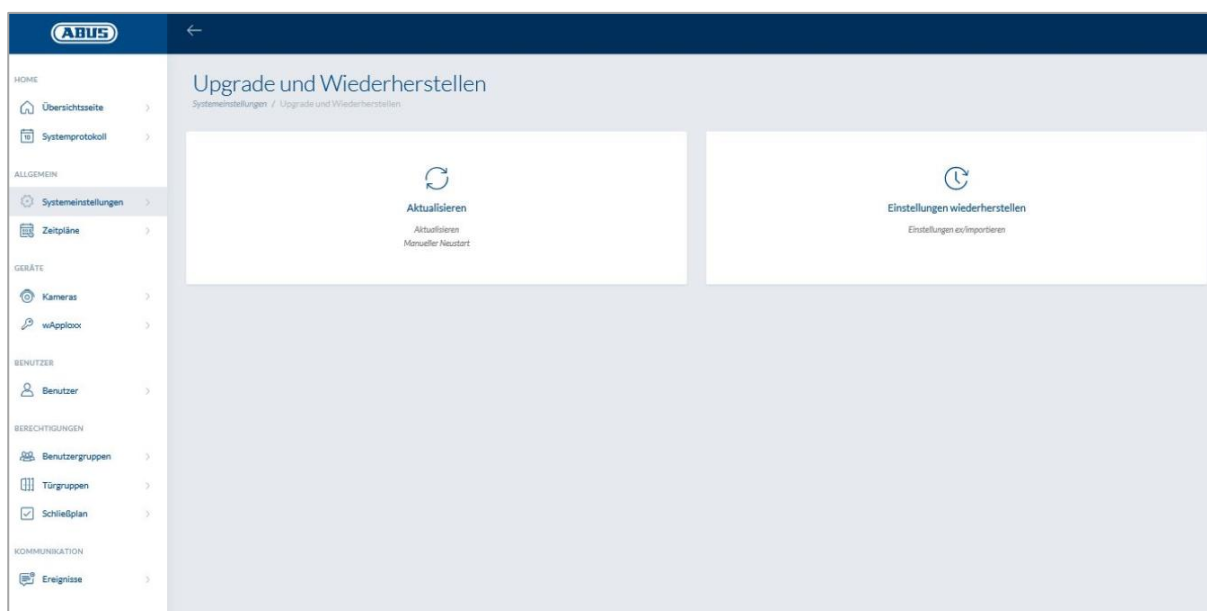 ABUS
←
HOME
Übersichtsseite
Systemprotokoll
ALLGEMEIN
Systemeinstellungen
Zeitpläne
GERÄTE
Kameras
wApploxx
BENUTZER
Benutzer
BERECHTIGUNGEN
Benutzergruppen
Türgruppen
Schließplan
KOMMUNIKATION
Ereignisse
Upgrade und Wiederherstellen
Systemeinstellungen / Upgrade und Wiederherstellen
Aktualisieren
Aktualisieren
Manueller Neustart
Einstellungen wiederherstellen
Einstellungen ex/importieren